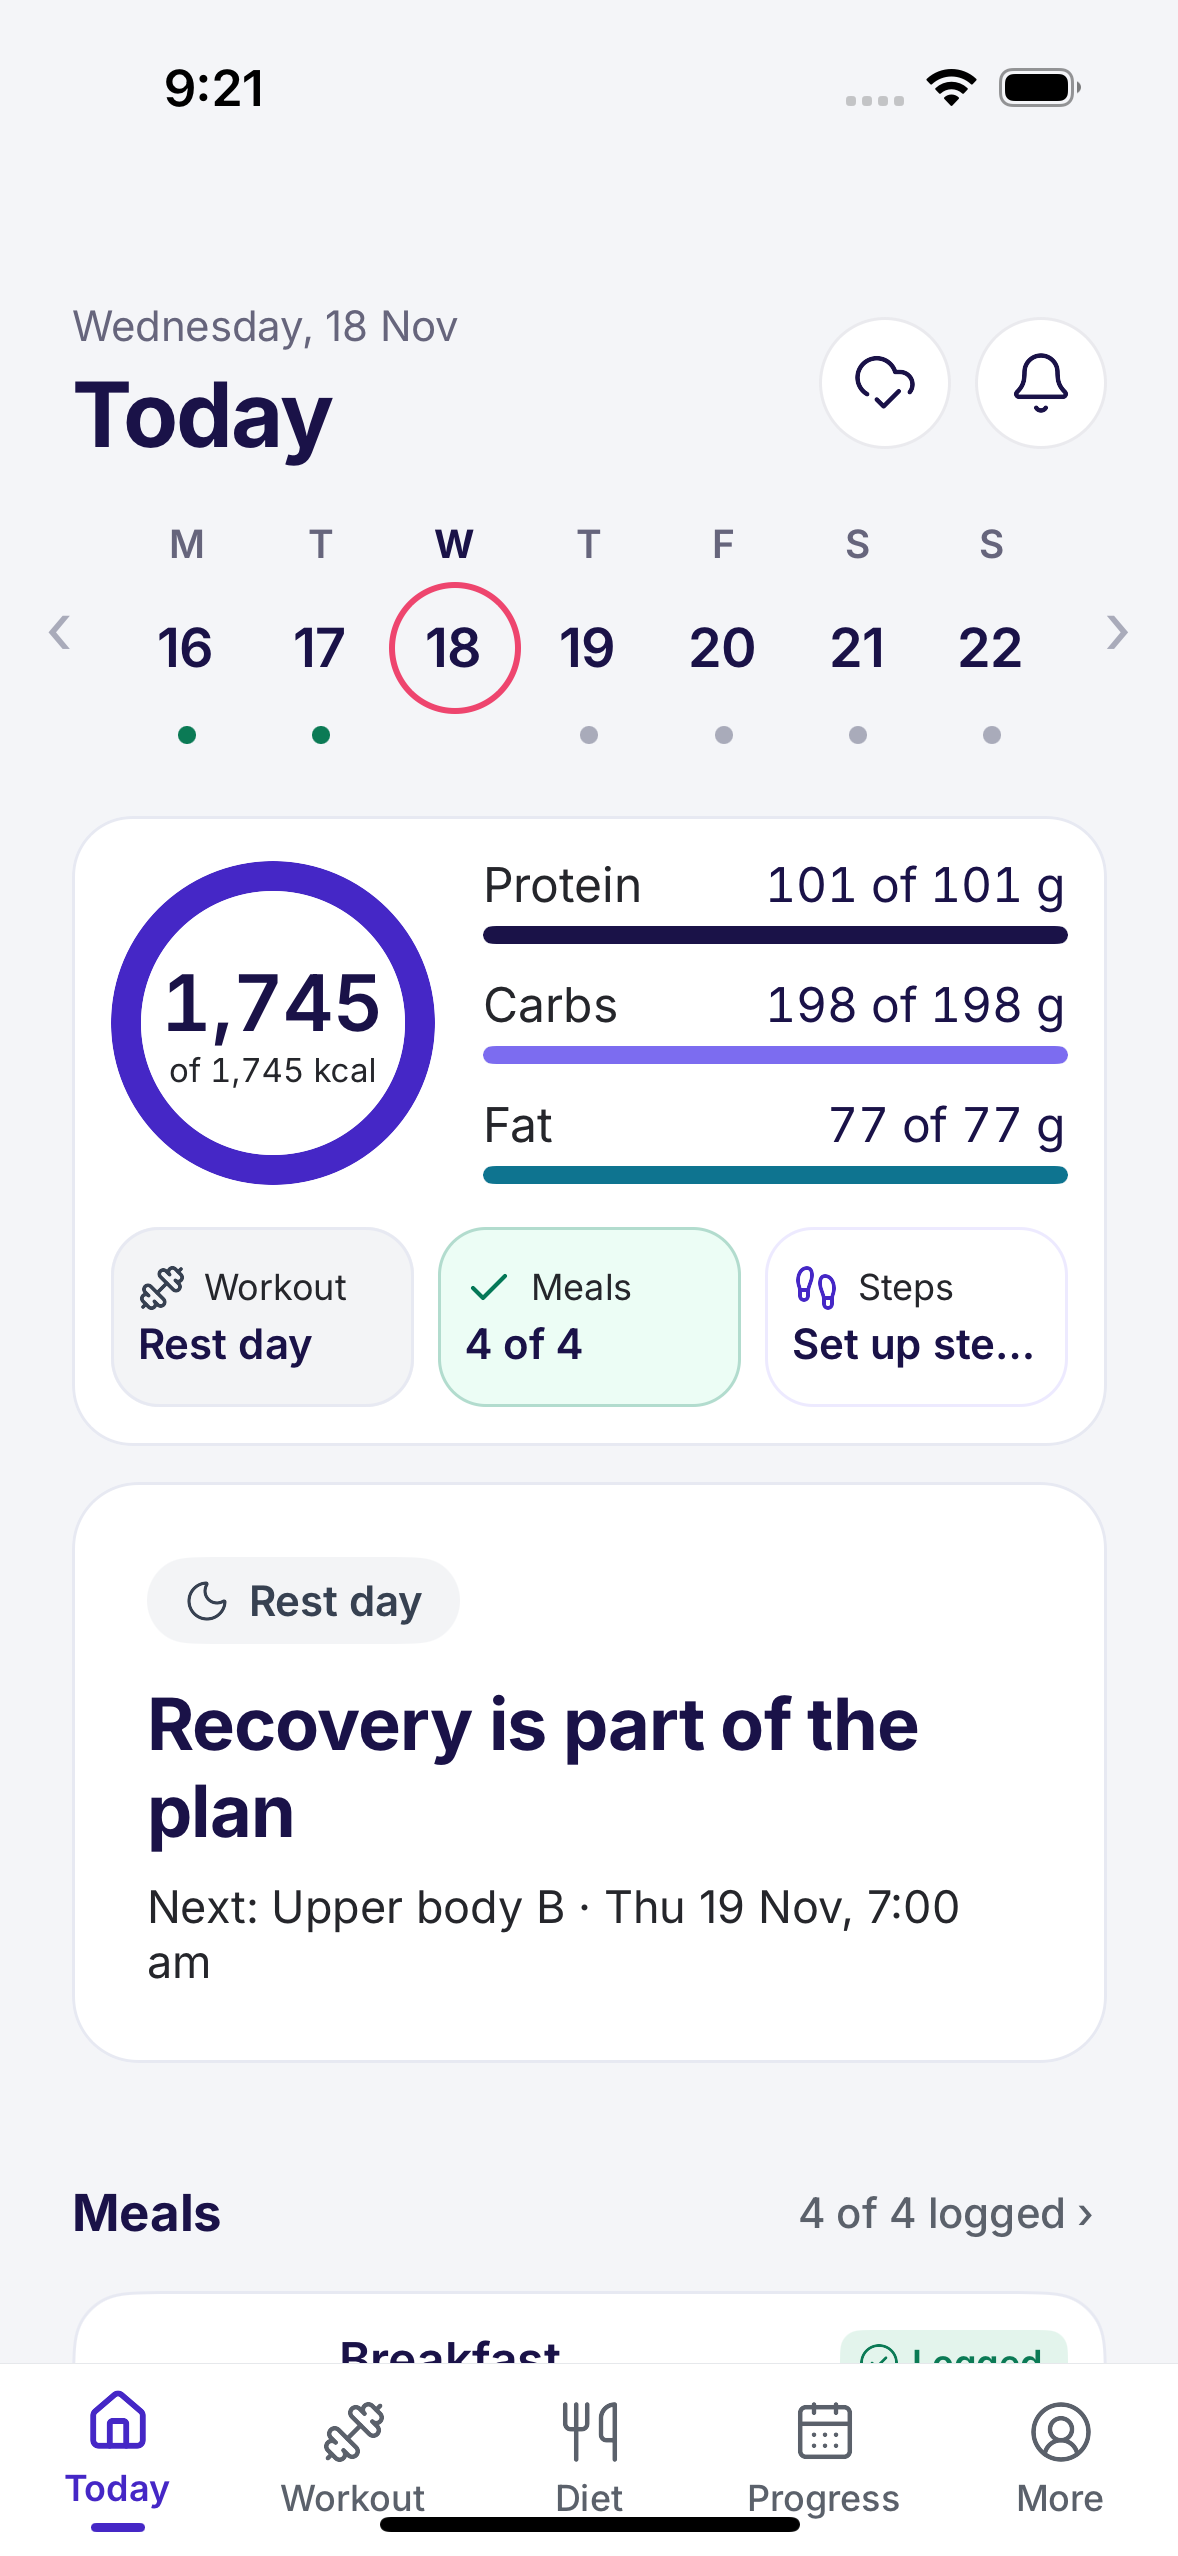 9:21
Wednesday, 18 Nov
Today
M T W T F S S
‹ 16 17 18 19 20 21 22 ›
Protein 101 of 101 g
1,745
of 1,745 kcal
Carbs 198 of 198 g
Fat 77 of 77 g
Workout
Rest day
Meals
4 of 4
Steps
Set up ste...
Rest day
Recovery is part of the
plan
Next: Upper body B · Thu 19 Nov, 7:00
am
Meals 4 of 4 logged ›
Breakfast Logged
Today Workout Diet Progress More